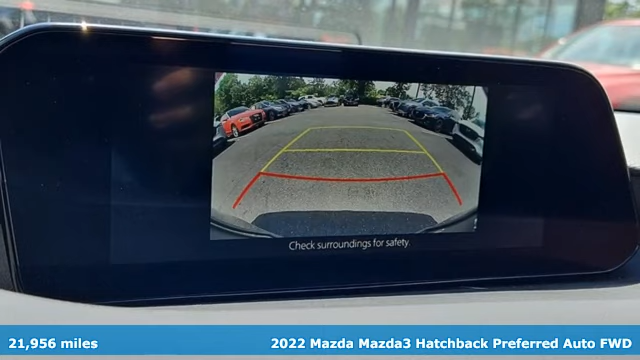 Check surroundings for safety.
21,956 miles
2022 Mazda Mazda3 Hatchback Preferred Auto FWD